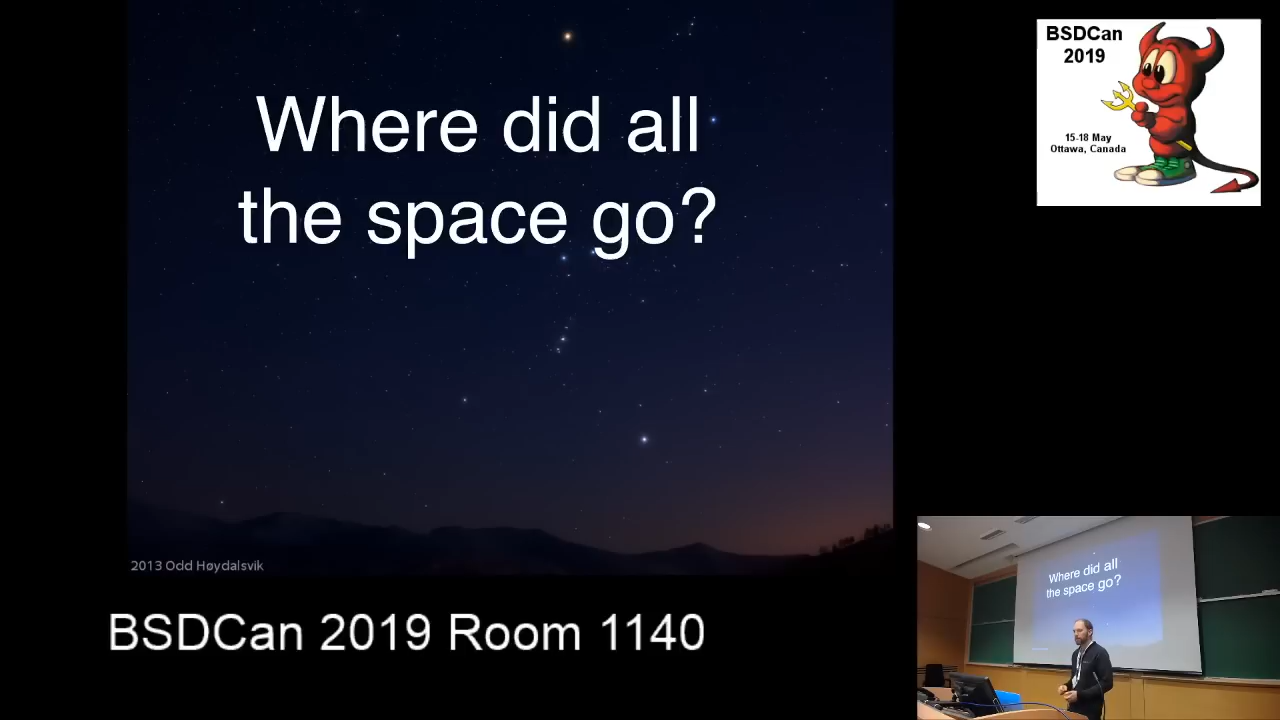 Where did all
the space go?
2013 Odd Høydalsvik
BSDCan 2019 Room 1140
BSDCan
2019
15-18 May
Ottawa, Canada
Where did all
the space go?